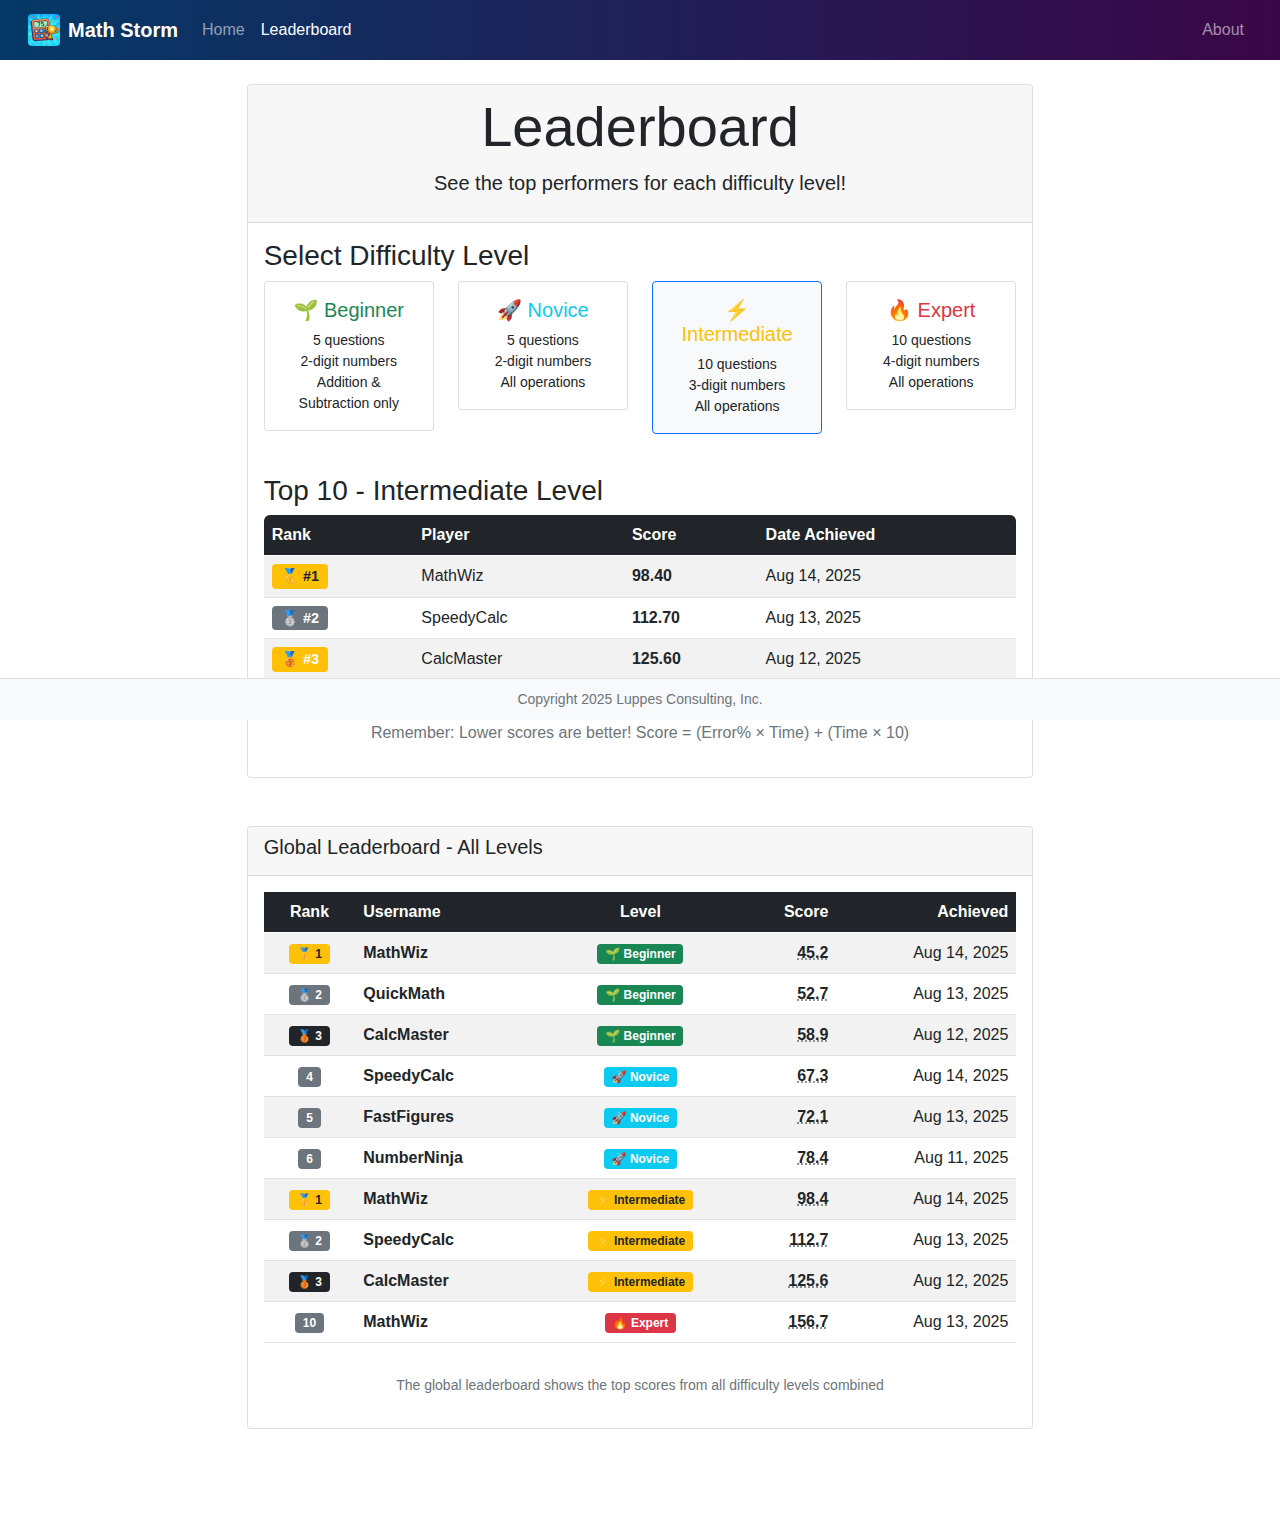 Math Storm Home Leaderboard About
Leaderboard
See the top performers for each difficulty level!
Select Difficulty Level
🌱 Beginner
5 questions
2-digit numbers
Addition &
Subtraction only
🚀 Novice
5 questions
2-digit numbers
All operations
⚡
Intermediate
10 questions
3-digit numbers
All operations
🔥 Expert
10 questions
4-digit numbers
All operations
Top 10 - Intermediate Level
Rank Player Score Date Achieved
🥇 #1 MathWiz 98.40 Aug 14, 2025
🥈 #2 SpeedyCalc 112.70 Aug 13, 2025
🥉 #3 CalcMaster 125.60 Aug 12, 2025
Copyright 2025 Luppes Consulting, Inc.
Remember: Lower scores are better! Score = (Error% × Time) + (Time × 10)
Global Leaderboard - All Levels
Rank Username Level Score Achieved
🥇 1 MathWiz 🌱 Beginner 45.2 Aug 14, 2025
🥈 2 QuickMath 🌱 Beginner 52.7 Aug 13, 2025
🥉 3 CalcMaster 🌱 Beginner 58.9 Aug 12, 2025
4 SpeedyCalc 🚀 Novice 67.3 Aug 14, 2025
5 FastFigures 🚀 Novice 72.1 Aug 13, 2025
6 NumberNinja 🚀 Novice 78.4 Aug 11, 2025
🥇 1 MathWiz ⚡ Intermediate 98.4 Aug 14, 2025
🥈 2 SpeedyCalc ⚡ Intermediate 112.7 Aug 13, 2025
🥉 3 CalcMaster ⚡ Intermediate 125.6 Aug 12, 2025
10 MathWiz 🔥 Expert 156.7 Aug 13, 2025
The global leaderboard shows the top scores from all difficulty levels combined